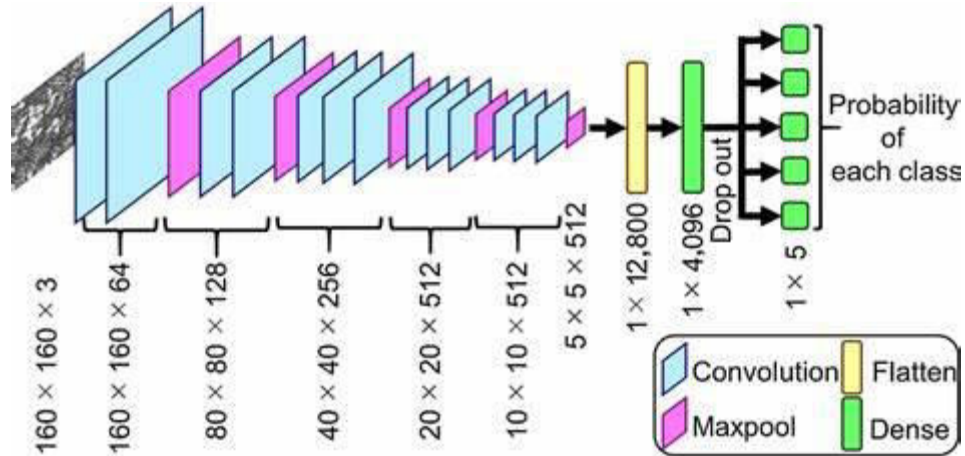 160 × 160 × 3
160 × 160 × 64
80 × 80 × 128
40 × 40 × 256
20 × 20 × 512
10 × 10 × 512
5 × 5 × 512
1 × 12,800
1 × 4,096
Drop out
1 × 5
Probability
of
each class
Convolution
Maxpool
Flatten
Dense